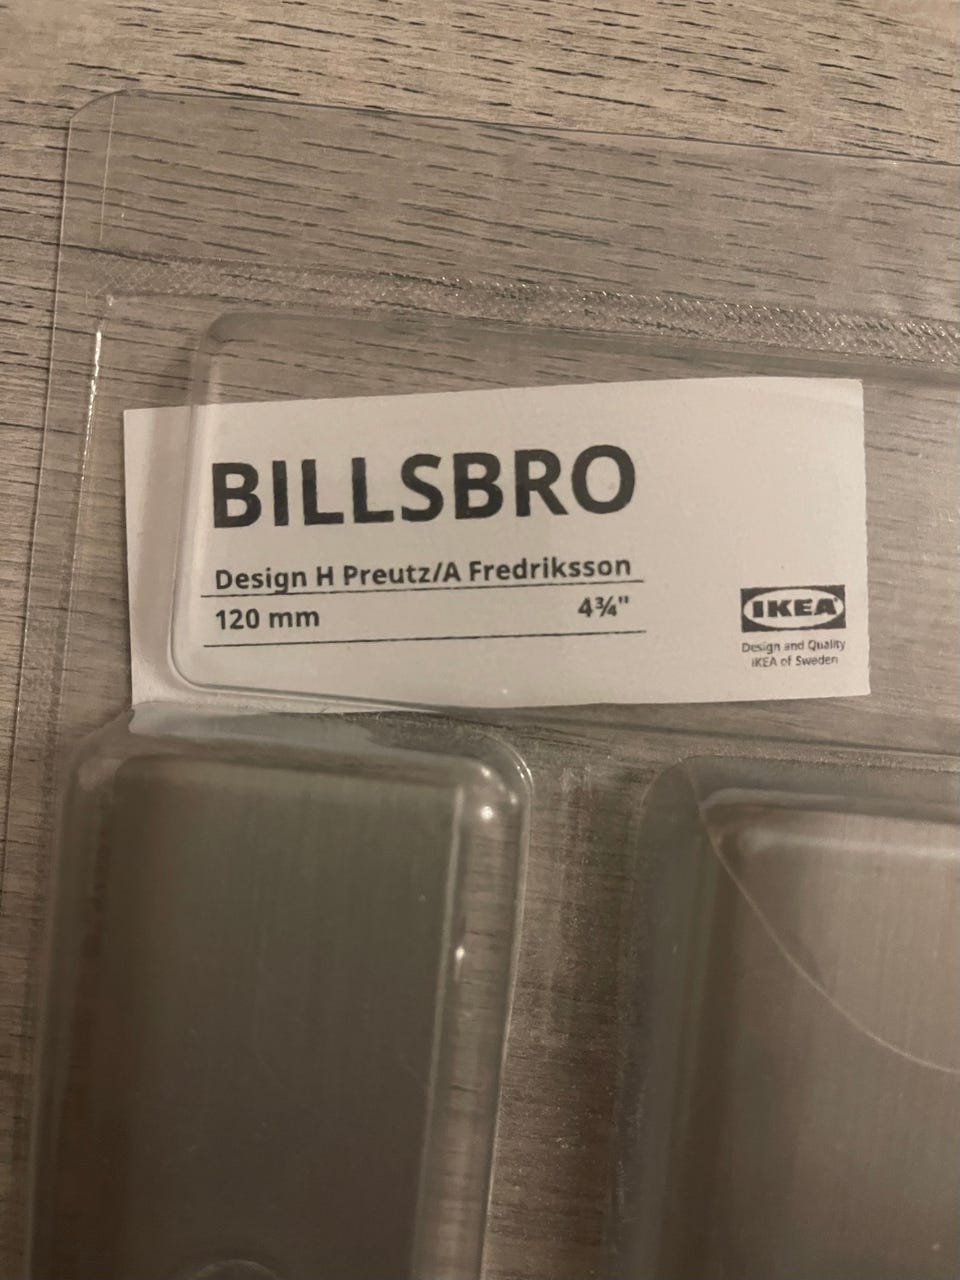 BILLSBRO
Design H Preutz/A Fredriksson
120 mm 4¾"
IKEA®
Design and Quality
IKEA of Sweden